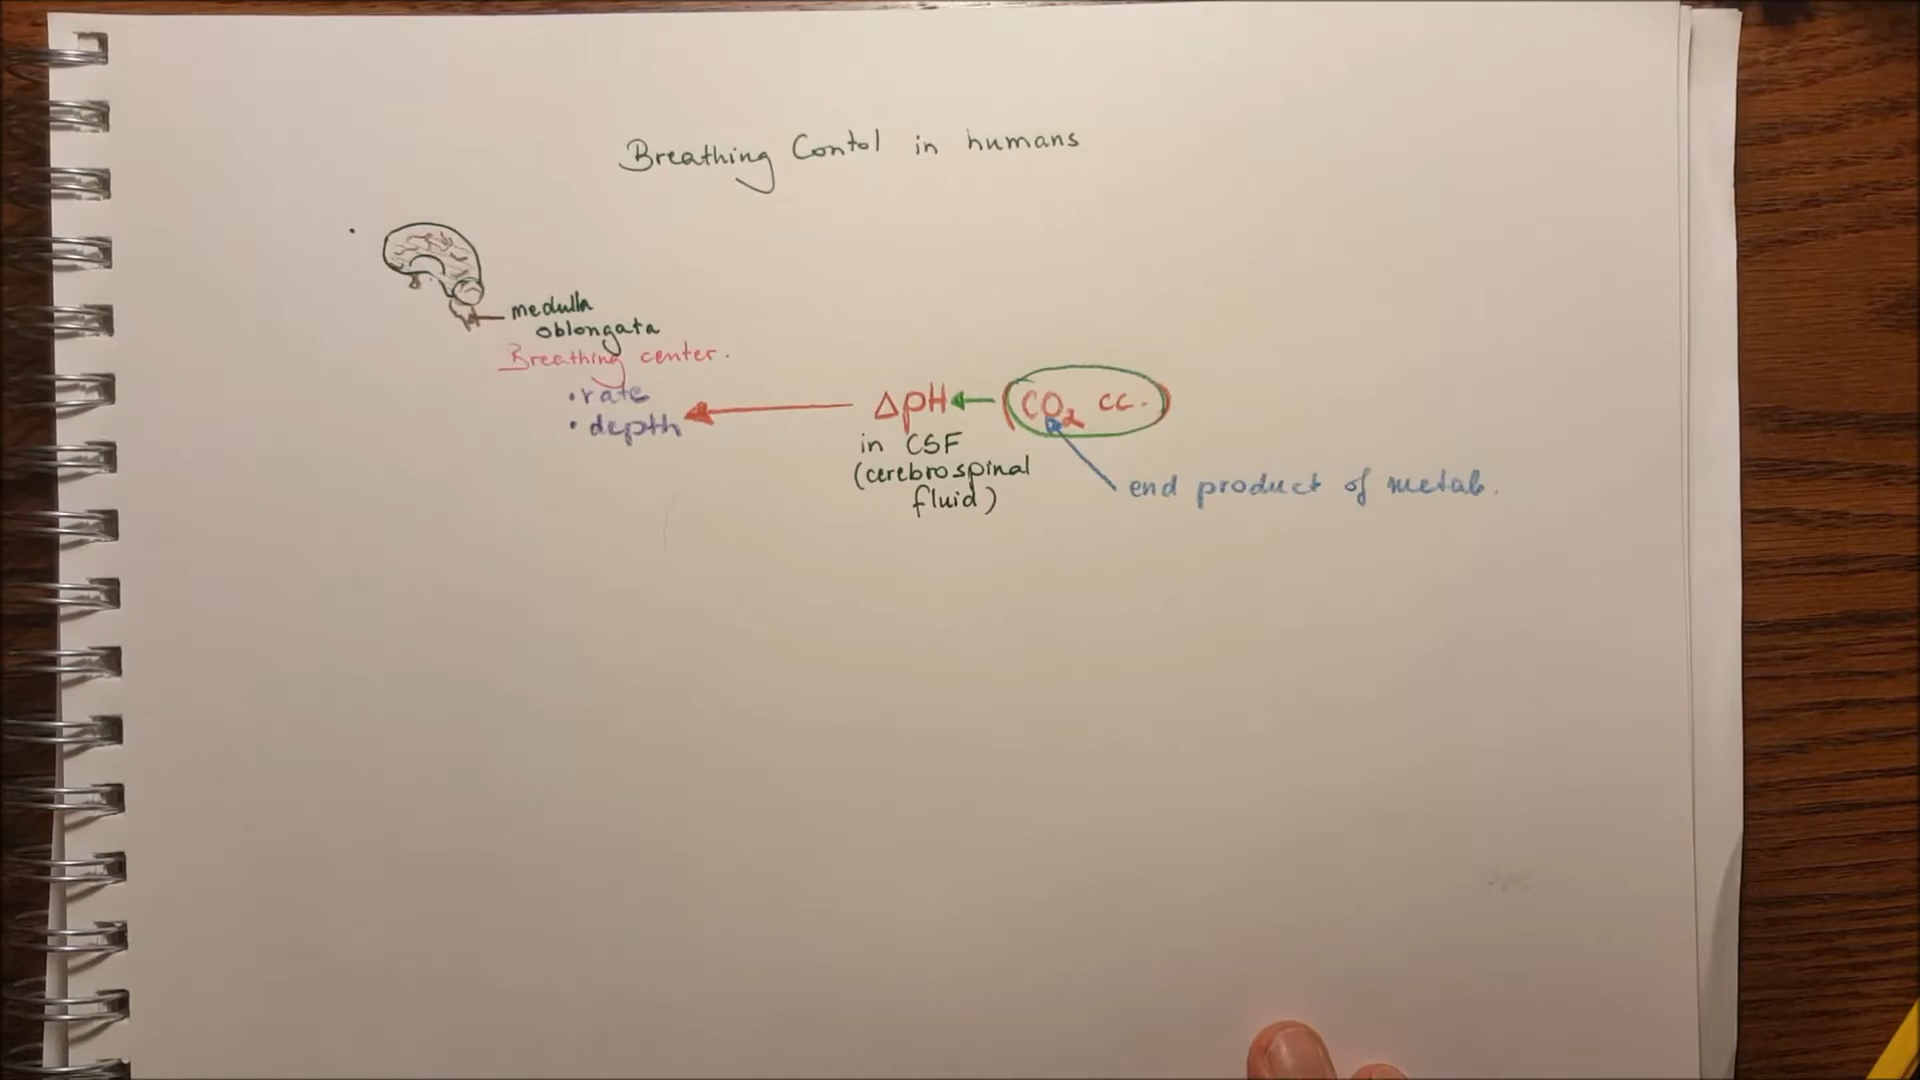 Breathing Contol in humans
medulla
oblongata
Breathing center.
• rate
• depth
ΔpH
in CSF
(cerebrospinal
fluid)
CO₂ cc.
end product of metab.